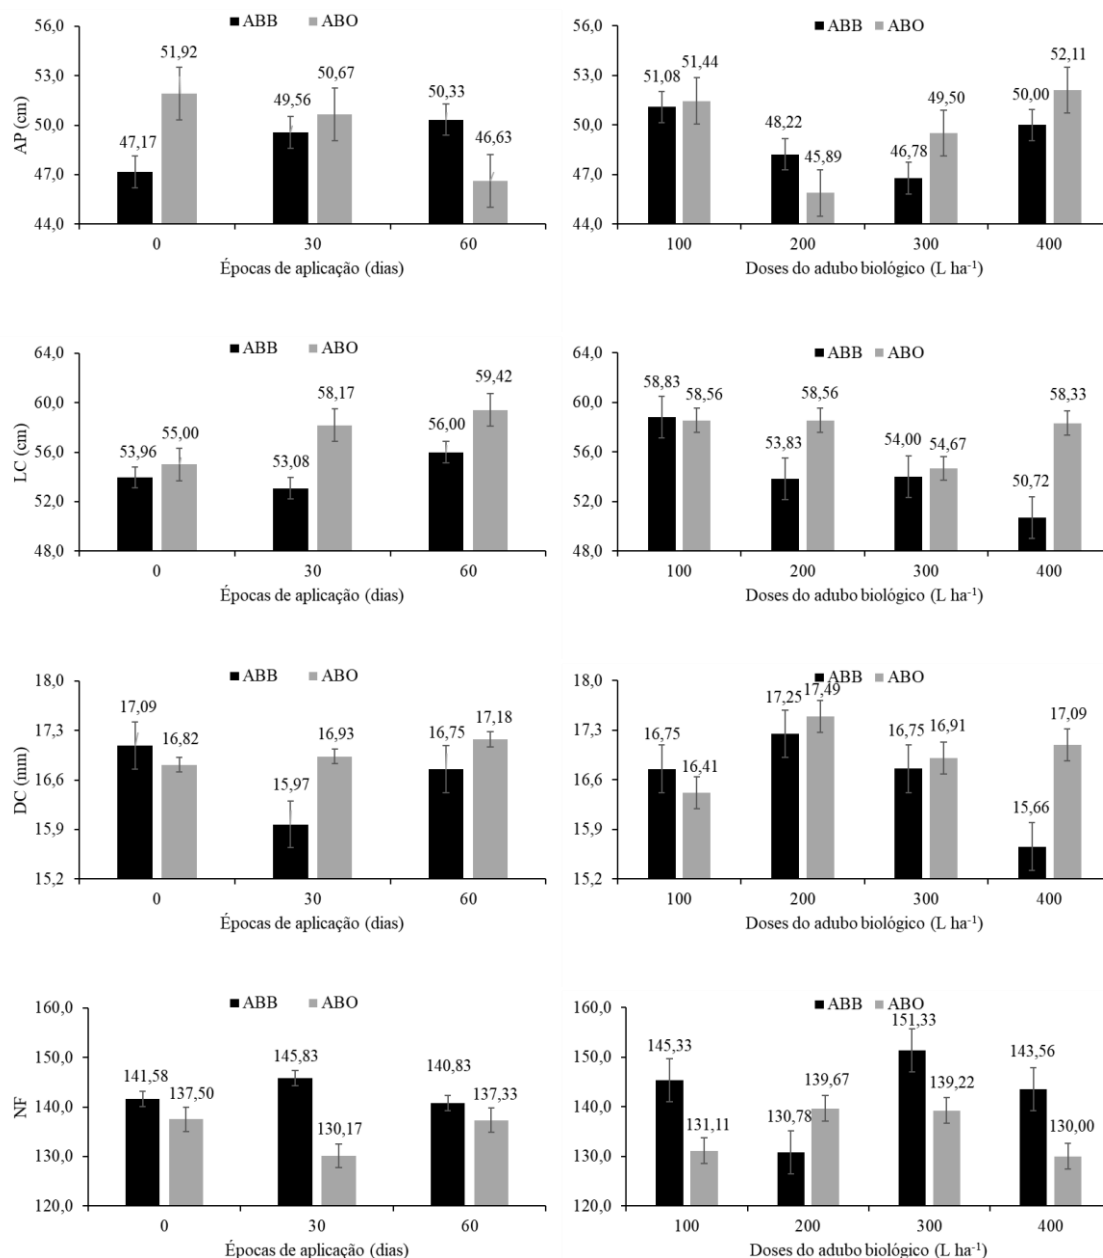 ABB ABO
AP (cm)
56,0
53,0
50,0
47,0
44,0
47,17 51,92 49,56 50,67 50,33 46,63
0 30 60
Épocas de aplicação (dias)
ABB ABO
56,0
53,0
50,0
47,0
44,0
51,08 51,44 48,22 45,89 46,78 49,50 50,00 52,11
100 200 300 400
Doses do adubo biológico (L ha⁻¹)
ABB ABO
LC (cm)
64,0
60,0
56,0
52,0
48,0
53,96 55,00 53,08 58,17 56,00 59,42
0 30 60
Épocas de aplicação (dias)
ABB ABO
64,0
60,0
56,0
52,0
48,0
58,83 58,56 53,83 58,56 54,00 54,67 50,72 58,33
100 200 300 400
Doses do adubo biológico (L ha⁻¹)
ABB ABO
DC (mm)
18,0
17,3
16,6
15,9
15,2
17,09 16,82 15,97 16,93 16,75 17,18
0 30 60
Épocas de aplicação (dias)
ABB ABO
18,0
17,3
16,6
15,9
15,2
16,75 16,41 17,25 17,49 16,75 16,91 15,66 17,09
100 200 300 400
Doses do adubo biológico (L ha⁻¹)
ABB ABO
NF
160,0
150,0
140,0
130,0
120,0
141,58 137,50 145,83 130,17 140,83 137,33
0 30 60
Épocas de aplicação (dias)
ABB ABO
160,0
150,0
140,0
130,0
120,0
145,33 131,11 130,78 139,67 151,33 139,22 143,56 130,00
100 200 300 400
Doses do adubo biológico (L ha⁻¹)